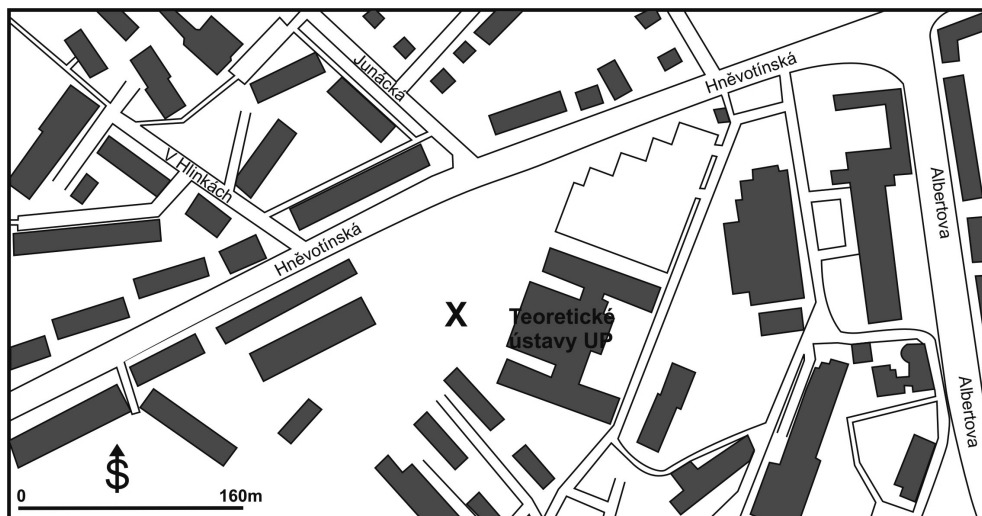 Junácká
Hněvotínská
V Hlinkách
Albertova
Hněvotínská
X
Teoretické
ústavy UP
Albertova
S
0 160m